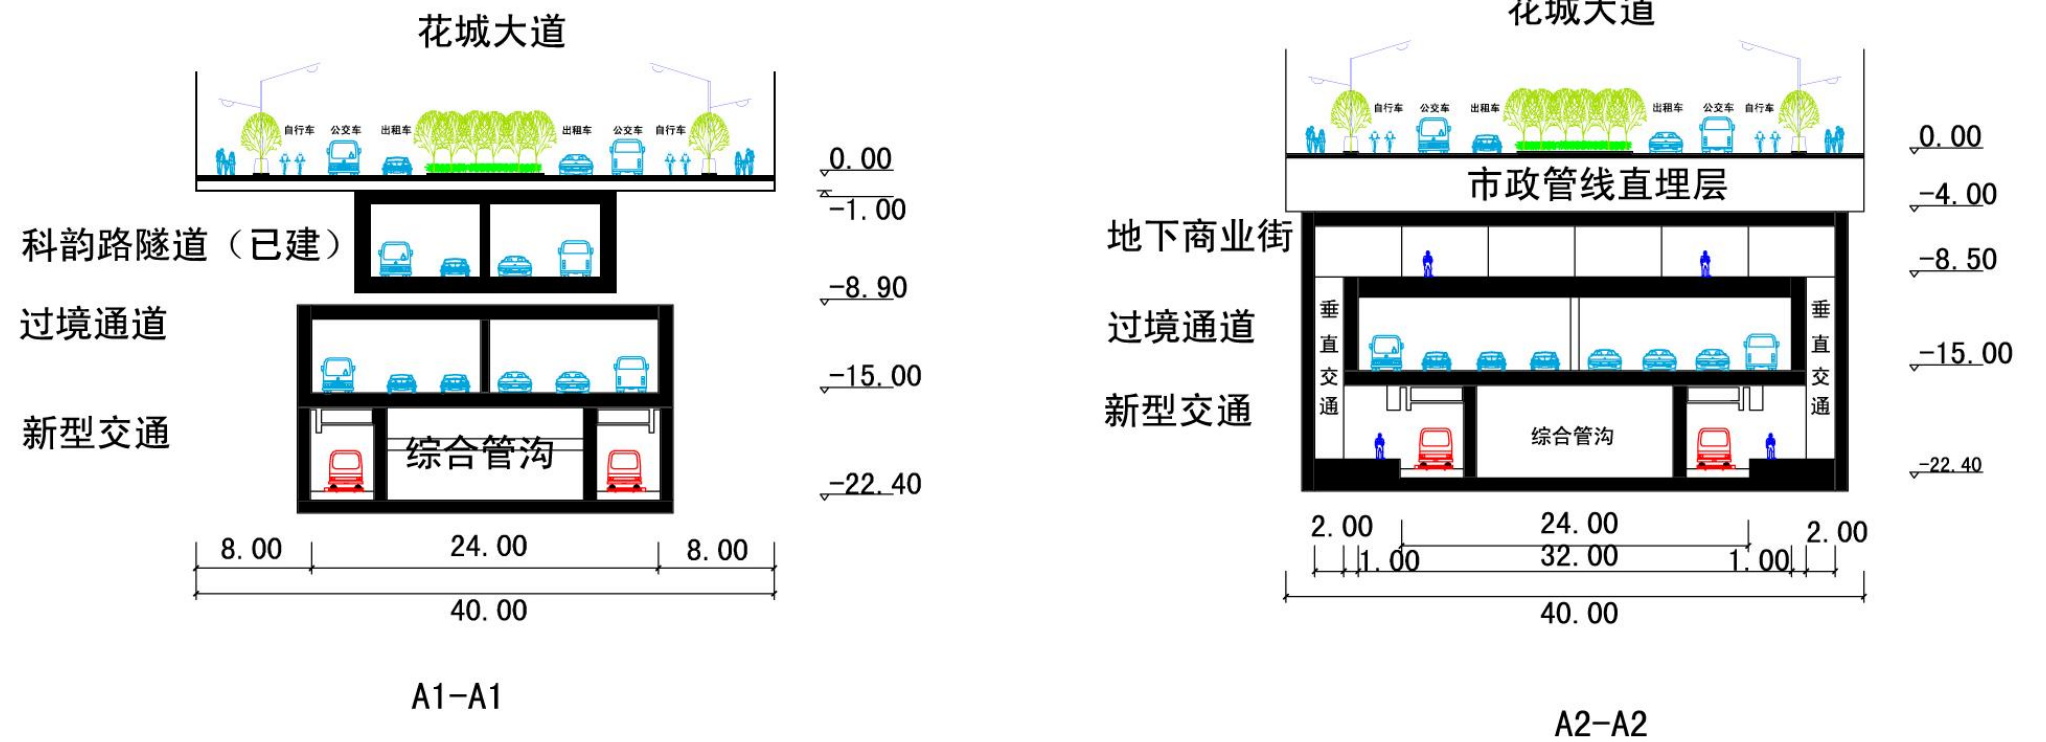 花城大道
自行车 公交车 出租车 出租车 公交车 自行车
0.00
-1.00
科韵路隧道（已建）
-8.90
过境通道
-15.00
新型交通
综合管沟
-22.40
8.00 24.00 8.00
40.00
A1-A1
花城大道
自行车 公交车 出租车 出租车 公交车 自行车
0.00
市政管线直埋层
-4.00
地下商业街
-8.50
垂直交通
垂直交通
过境通道
-15.00
新型交通
综合管沟
-22.40
2.00 24.00 2.00
1.00 32.00 1.00
40.00
A2-A2